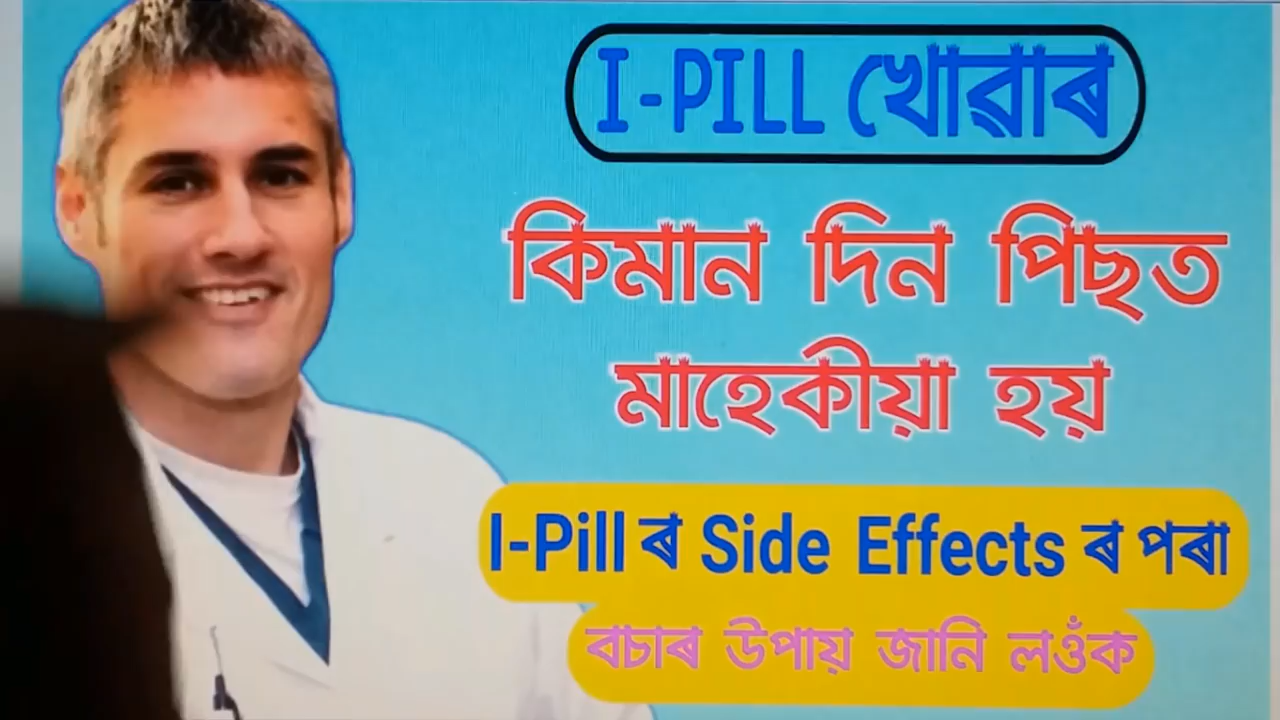 I-PILL খোৱাৰ
কিমান দিন পিছত
মাহেকীয়া হয়
I-Pill ৰ Side Effects ৰ পৰা
বচাৰ উপায় জানি লওঁক